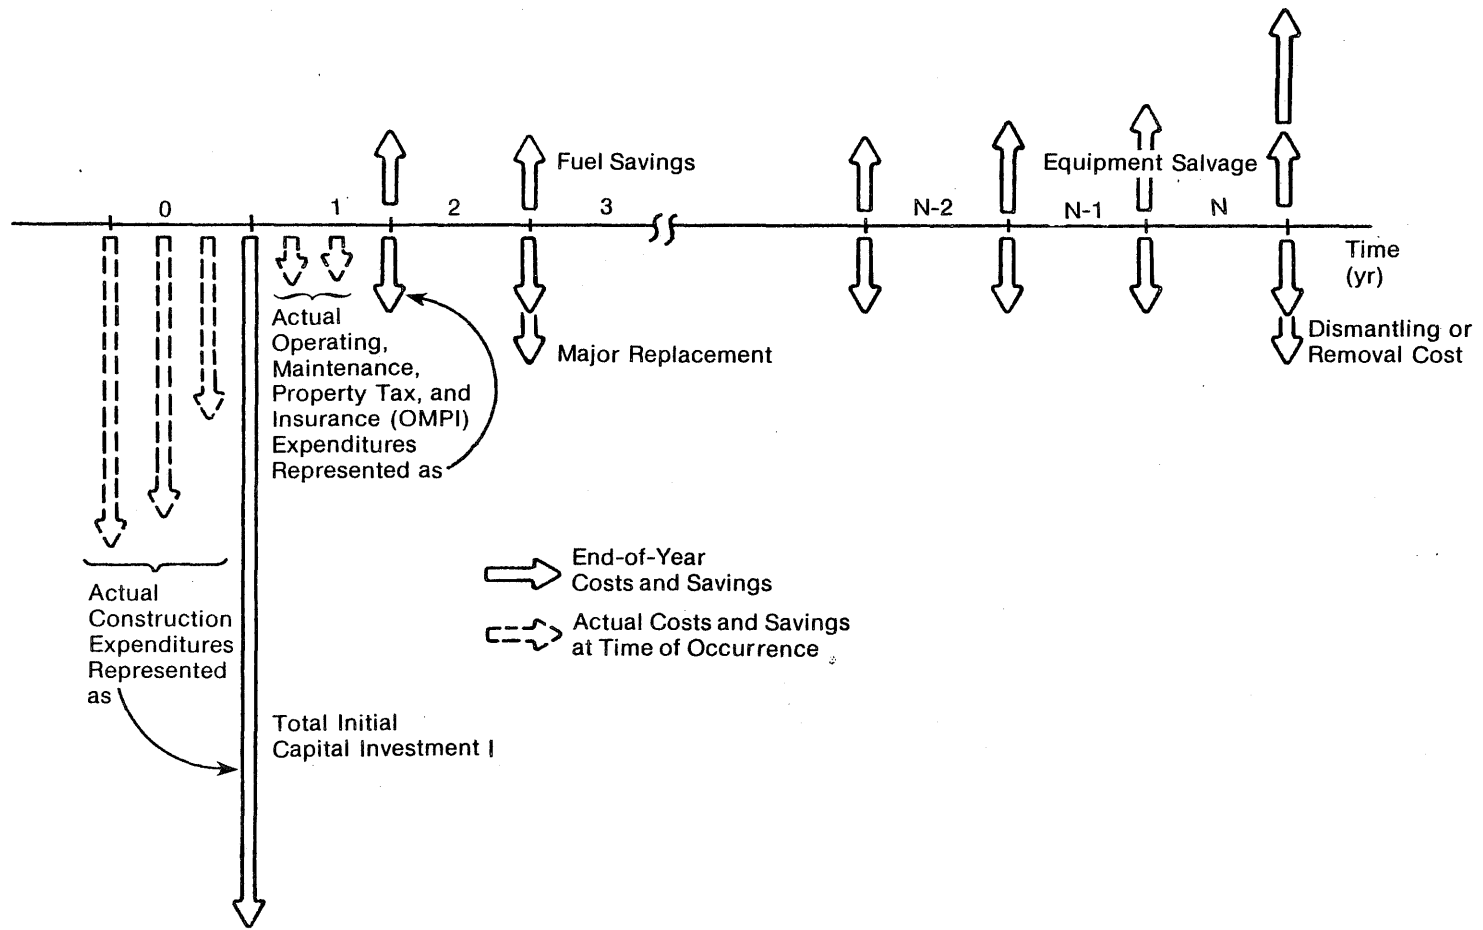 0
1
2
3
N-2
N-1
N
Fuel Savings
Equipment Salvage
Time
(yr)
Actual
Operating,
Maintenance,
Property Tax, and
Insurance (OMPI)
Expenditures
Represented as
Major Replacement
Dismantling or
Removal Cost
Actual
Construction
Expenditures
Represented
as
End-of-Year
Costs and Savings
Actual Costs and Savings
at Time of Occurrence
Total Initial
Capital Investment I